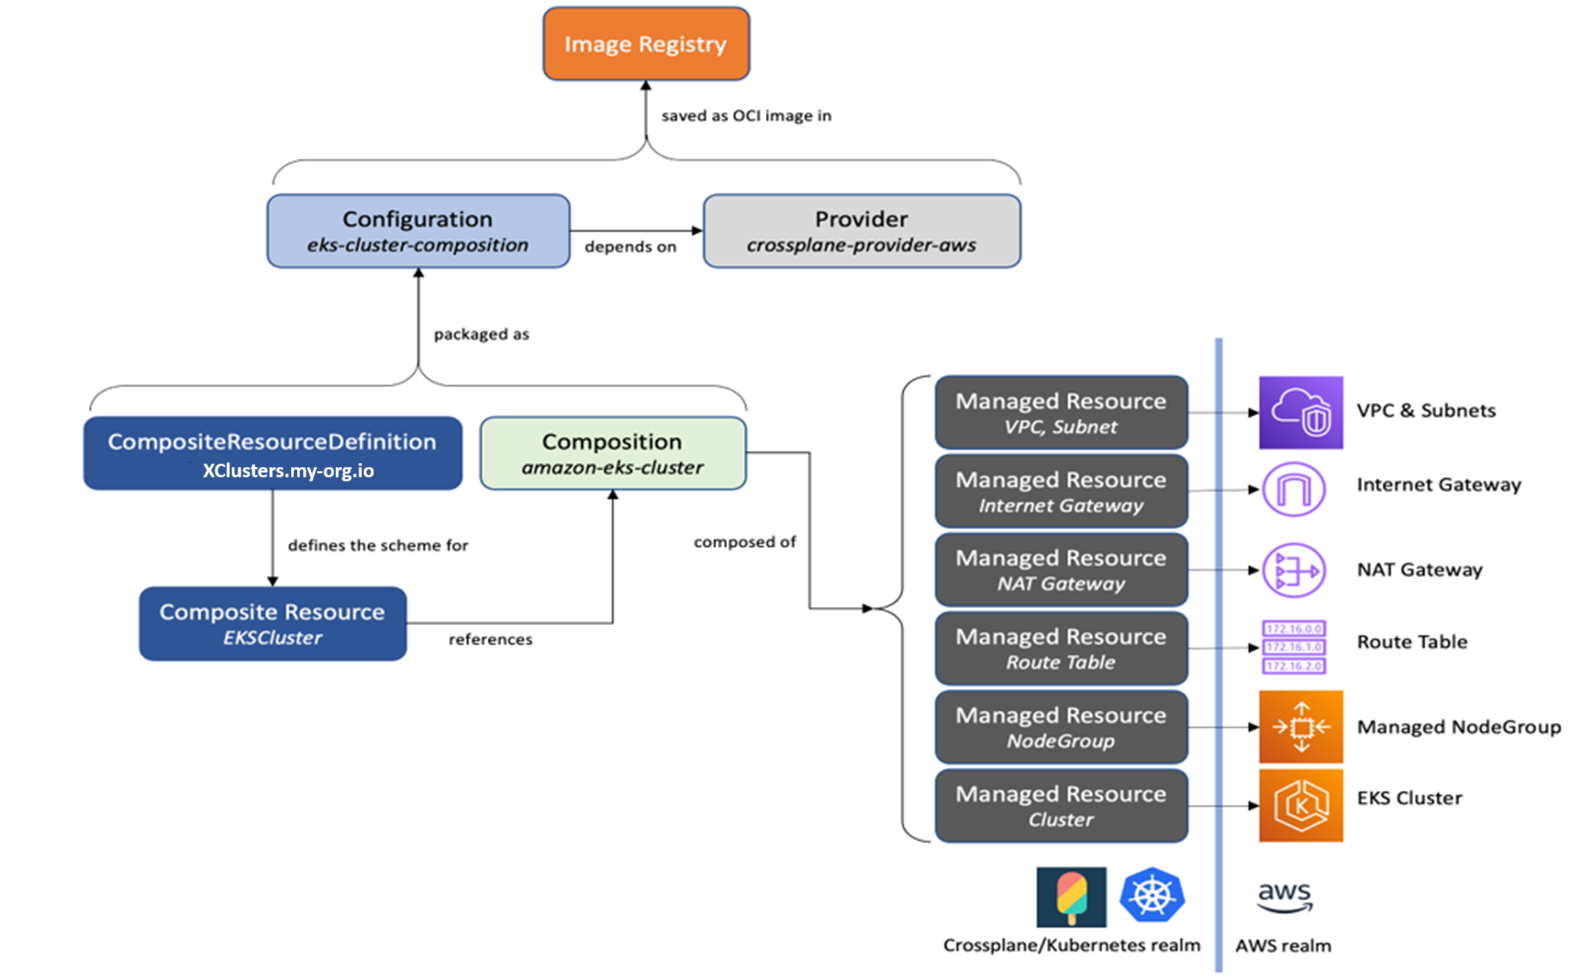 Image Registry
saved as OCI image in
Configuration
eks-cluster-composition
depends on
Provider
crossplane-provider-aws
packaged as
CompositeResourceDefinition
XClusters.my-org.io
Composition
amazon-eks-cluster
defines the scheme for
composed of
Composite Resource
EKSCluster
references
Managed Resource
VPC, Subnet
VPC & Subnets
Managed Resource
Internet Gateway
Internet Gateway
Managed Resource
NAT Gateway
NAT Gateway
Managed Resource
Route Table
172.16.0.0
172.16.1.0
172.16.2.0
Route Table
Managed Resource
NodeGroup
Managed NodeGroup
Managed Resource
Cluster
K
EKS Cluster
aws
Crossplane/Kubernetes realm
AWS realm